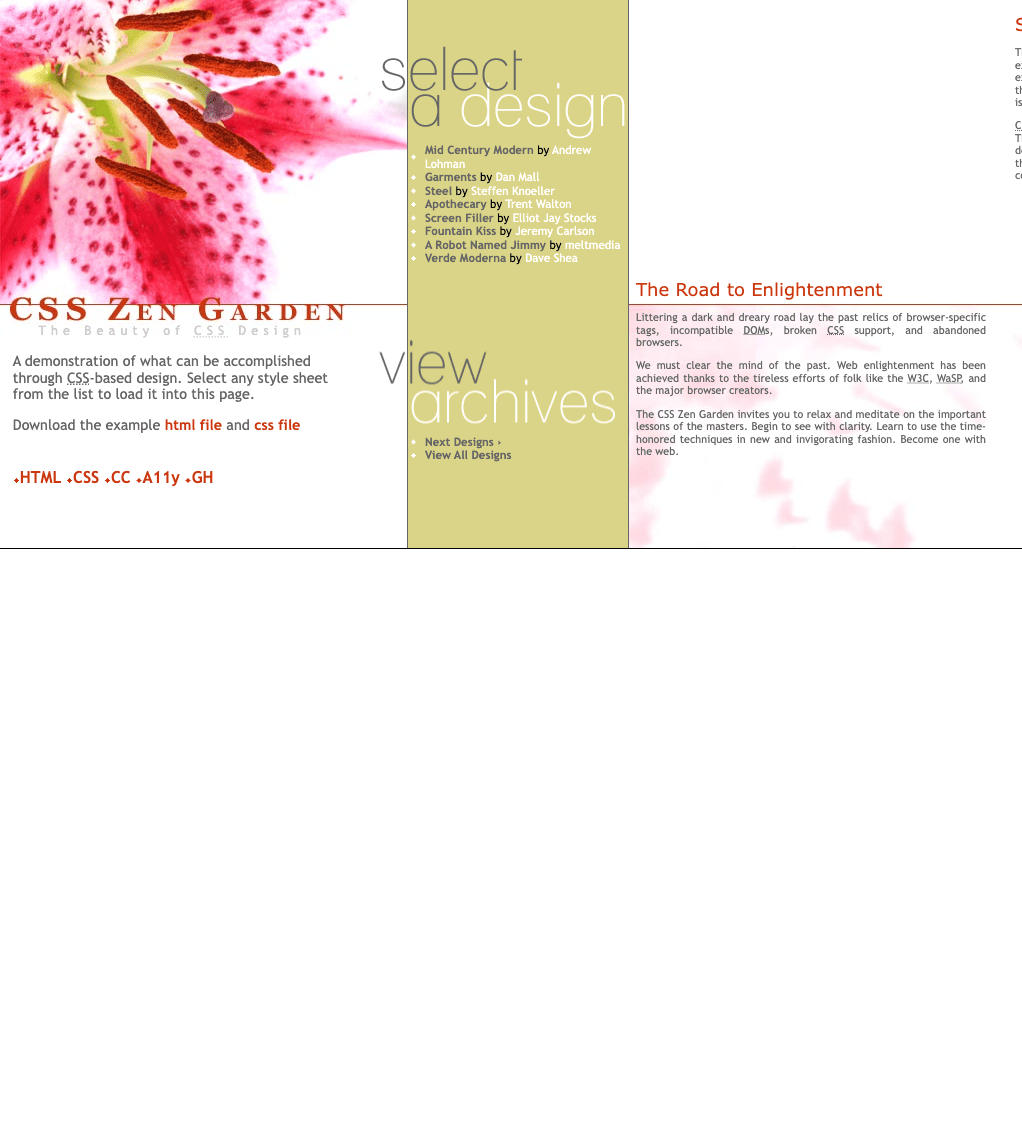 CSS ZEN GARDEN
The Beauty of CSS Design
A demonstration of what can be accomplished
through CSS-based design. Select any style sheet
from the list to load it into this page.
Download the example html file and css file
HTML CSS CC A11y GH
select
a design
Mid Century Modern by Andrew
Lohman
Garments by Dan Mall
Steel by Steffen Knoeller
Apothecary by Trent Walton
Screen Filler by Elliot Jay Stocks
Fountain Kiss by Jeremy Carlson
A Robot Named Jimmy by meltmedia
Verde Moderna by Dave Shea
view
archives
Next Designs ›
View All Designs
The Road to Enlightenment
Littering a dark and dreary road lay the past relics of browser-specific
tags, incompatible DOMs, broken CSS support, and abandoned
browsers.
We must clear the mind of the past. Web enlightenment has been
achieved thanks to the tireless efforts of folk like the W3C, WaSP, and
the major browser creators.
The CSS Zen Garden invites you to relax and meditate on the important
lessons of the masters. Begin to see with clarity. Learn to use the time-
honored techniques in new and invigorating fashion. Become one with
the web.